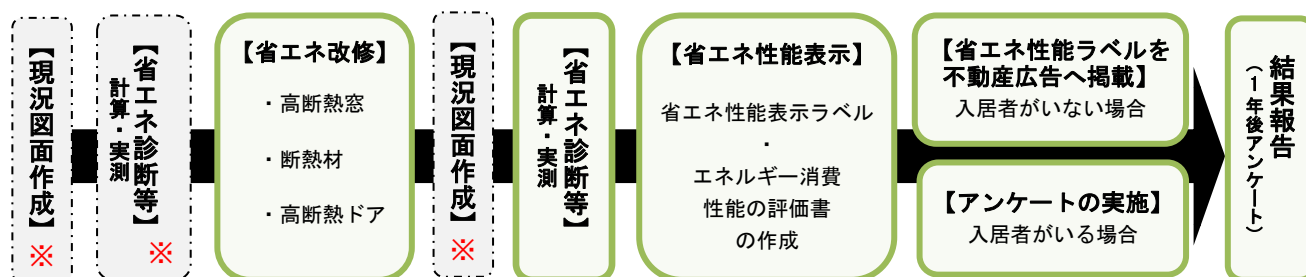 【現況図面作成】※
【省エネ診断等】※
計算・実測
【省エネ改修】
・高断熱窓
・断熱材
・高断熱ドア
【現況図面作成】※
【省エネ診断等】
計算・実測
【省エネ性能表示】
省エネ性能表示ラベル
・
エネルギー消費
性能の評価書
の作成
【省エネ性能ラベルを
不動産広告へ掲載】
入居者がいない場合
【アンケートの実施】
入居者がいる場合
結果報告
（１年後アンケート）